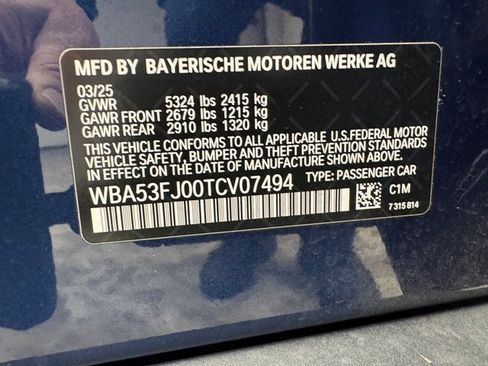 MFD BY BAYERISCHE MOTOREN WERKE AG
03/25
GVWR 5324 lbs 2415 kg
GAWR FRONT 2679 lbs 1215 kg
GAWR REAR 2910 lbs 1320 kg
THIS VEHICLE CONFORMS TO ALL APPLICABLE U.S.FEDERAL MOTOR
VEHICLE SAFETY, BUMPER AND THEFT PREVENTION STANDARDS
IN EFFECT ON THE DATE OF MANUFACTURE SHOWN ABOVE.
WBA53FJ00TCV07494 TYPE: PASSENGER CAR
C1M
7 315 814